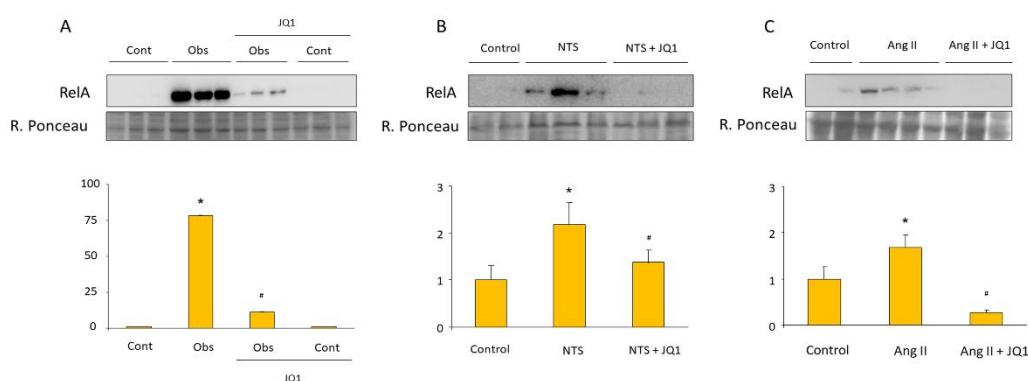 A
JQ1
Cont Obs Obs Cont
RelA
R. Ponceau
100
75
50
25
0
*
#
Cont Obs Obs Cont
JQ1
B
Control NTS NTS + JQ1
RelA
R. Ponceau
3
2
1
0
*
#
Control NTS NTS + JQ1
C
Control Ang II Ang II + JQ1
RelA
R. Ponceau
3
2
1
0
*
#
Control Ang II Ang II + JQ1